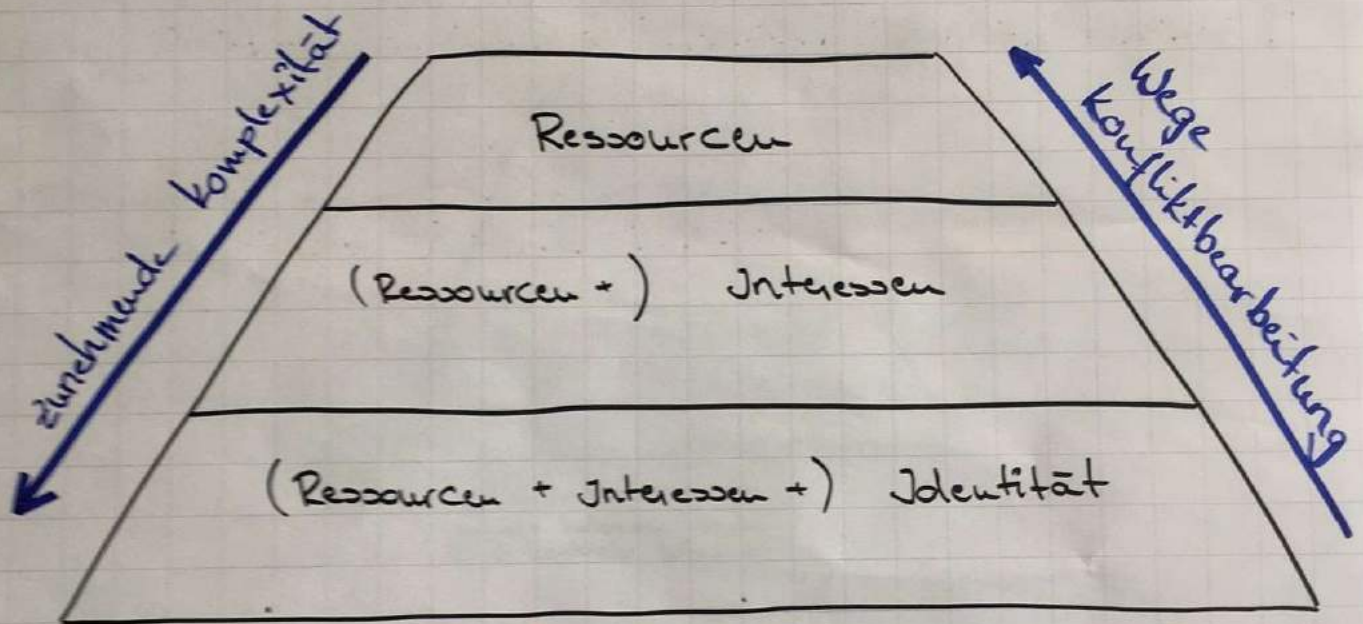 zunehmende Komplexität
Wege
Konfliktbearbeitung
Ressourcen
(Ressourcen + ) Interessen
(Ressourcen + Interessen +) Identität